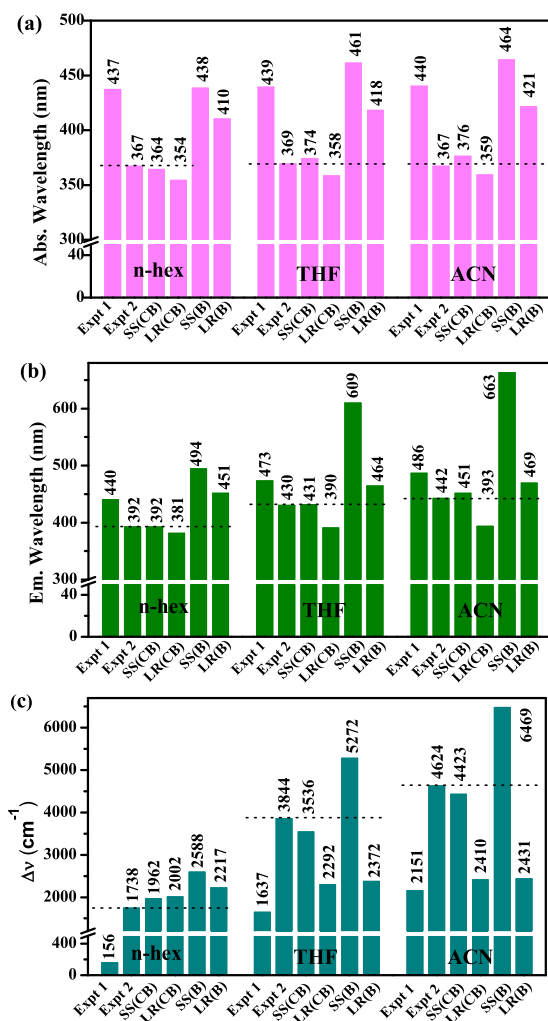 (a)
Abs. Wavelength (nm)
500
450
400
350
300
40
0
437
367
364
354
438
410
439
369
374
358
461
418
440
367
376
359
464
421
n-hex
THF
ACN
Expt 1
Expt 2
SS(CB)
LR(CB)
SS(B)
LR(B)
Expt 1
Expt 2
SS(CB)
LR(CB)
SS(B)
LR(B)
Expt 1
Expt 2
SS(CB)
LR(CB)
SS(B)
LR(B)
(b)
Em. Wavelength (nm)
600
500
400
300
40
0
440
392
392
381
494
451
473
430
431
390
609
464
486
442
451
393
663
469
n-hex
THF
ACN
Expt 1
Expt 2
SS(CB)
LR(CB)
SS(B)
LR(B)
Expt 1
Expt 2
SS(CB)
LR(CB)
SS(B)
LR(B)
Expt 1
Expt 2
SS(CB)
LR(CB)
SS(B)
LR(B)
(c)
Δν (cm⁻¹)
6000
5000
4000
3000
2000
400
0
156
1738
1962
2002
2588
2217
1637
3844
3536
2292
5272
2372
2151
4624
4423
2410
6469
2431
n-hex
THF
ACN
Expt 1
Expt 2
SS(CB)
LR(CB)
SS(B)
LR(B)
Expt 1
Expt 2
SS(CB)
LR(CB)
SS(B)
LR(B)
Expt 1
Expt 2
SS(CB)
LR(CB)
SS(B)
LR(B)